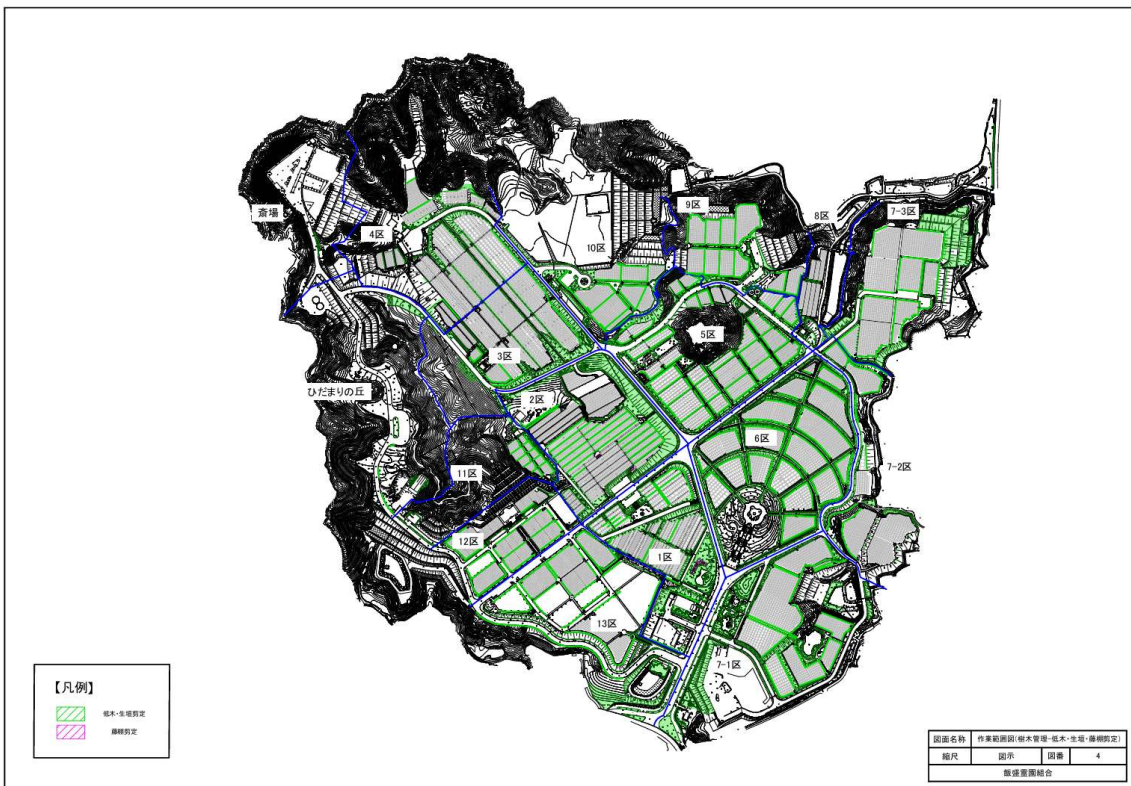 斎場
4区
10区
9区
8区
7-3区
5区
3区
2区
ひだまりの丘
6区
7-2区
11区
12区
1区
13区
7-1区
【凡例】
低木・生垣剪定
藤棚剪定
図面名称 作業範囲図(樹木管理-低木・生垣・藤棚剪定)
縮尺 図示 図番 4
飯盛霊園組合